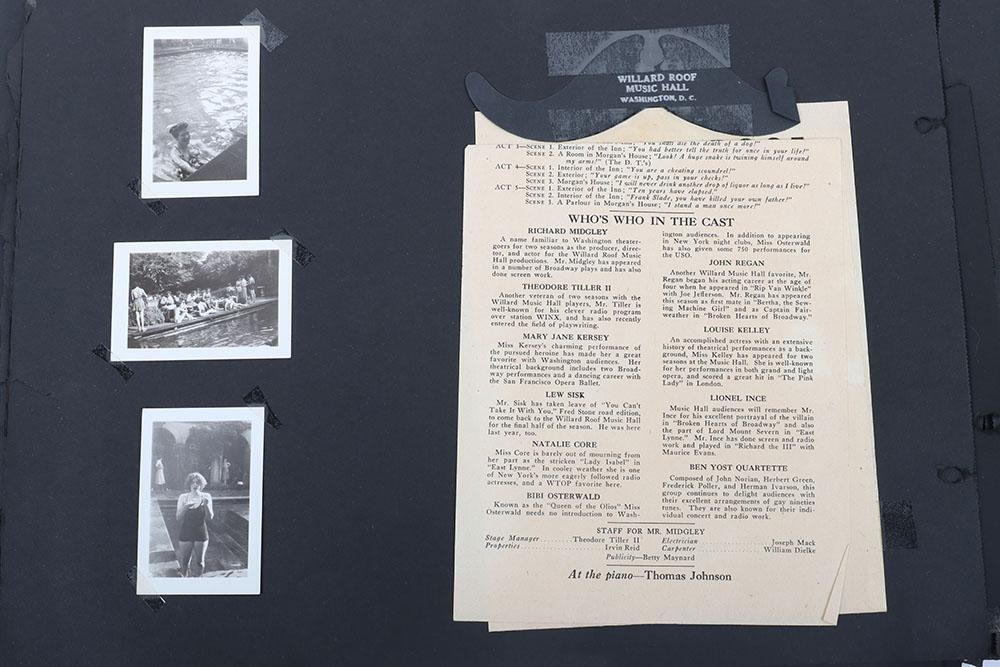 WILLARD ROOF
MUSIC HALL
WASHINGTON, D. C.
ACT 3—SCENE 1. Exterior of the Inn; "You shall die the death of a dog!"
SCENE 2. A Room in Morgan's House; "Look! A huge snake is twining himself around
my arms!" (The D. T.'s)
ACT 4—SCENE 1. Interior of the Inn; "You are a cheating scoundrel!"
SCENE 2. Exterior; "Your game is up, pass in your checks!"
SCENE 3. Morgan's House; "I will never drink another drop of liquor as long as I live!"
ACT 5—SCENE 1. Exterior of the Inn; "Ten years have elapsed."
SCENE 2. Interior of the Inn; "Frank Slade, you have killed your own father!"
SCENE 3. A Parlour in Morgan's House; "I stand a man once more!"
WHO'S WHO IN THE CAST
RICHARD MIDGLEY
A name familiar to Washington theater-
goers for two seasons as the producer, direc-
tor, and actor for the Willard Roof Music
Hall productions. Mr. Midgley has appeared
in a number of Broadway plays and has also
done screen work.
THEODORE TILLER II
Another veteran of two seasons with the
Willard Music Hall players, Mr. Tiller is
well-known for his clever radio program
over station WINX, and has also recently
entered the field of playwriting.
MARY JANE KERSEY
Miss Kersey's charming performance of
the pursued heroine has made her a great
favorite with Washington audiences. Her
theatrical background includes two Broad-
way performances and a dancing career with
the San Francisco Opera Ballet.
LEW SISK
Mr. Sisk has taken leave of "You Can't
Take It With You," Fred Stone road edition,
to come back to the Willard Roof Music Hall
for the final half of the season. He was here
last year, too.
NATALIE CORE
Miss Core is barely out of mourning from
her part as the stricken "Lady Isabel" in
"East Lynne." In cooler weather she is one
of New York's more eagerly followed radio
actresses, and a WTOP favorite here.
BIBI OSTERWALD
Known as the "Queen of the Olios" Miss
Osterwald needs no introduction to Wash-
ington audiences. In addition to appearing
in New York night clubs, Miss Osterwald
has also given some 750 performances for
the USO.
JOHN REGAN
Another Willard Music Hall favorite, Mr.
Regan began his acting career at the age of
four when he appeared in "Rip Van Winkle"
with Joe Jefferson. Mr. Regan has appeared
this season as first mate in "Bertha, the Sew-
ing Machine Girl" and as Captain Fair-
weather in "Broken Hearts of Broadway."
LOUISE KELLEY
An accomplished actress with an extensive
history of theatrical performances as a back-
ground, Miss Kelley has appeared for two
seasons at the Music Hall. She is well-known
for her performances in both grand and light
opera, and scored a great hit in "The Pink
Lady" in London.
LIONEL INCE
Music Hall audiences will remember Mr.
Ince for his excellent portrayal of the villain
in "Broken Hearts of Broadway" and also
the part of Lord Mount Severn in "East
Lynne." Mr. Ince has done screen and radio
work and played in "Richard the III" with
Maurice Evans.
BEN YOST QUARTETTE
Composed of John Norian, Herbert Green,
Frederick Poller, and Herman Ivarson, this
group continues to delight audiences with
their excellent arrangements of gay nineties
tunes. They are also known for their indi-
vidual concert and radio work.
STAFF FOR MR. MIDGLEY
Stage Manager..........Theodore Tiller II
Electrician..........Joseph Mack
Properties..........Irvin Reid
Carpenter..........William Dielke
Publicity—Betty Maynard
At the piano—Thomas Johnson